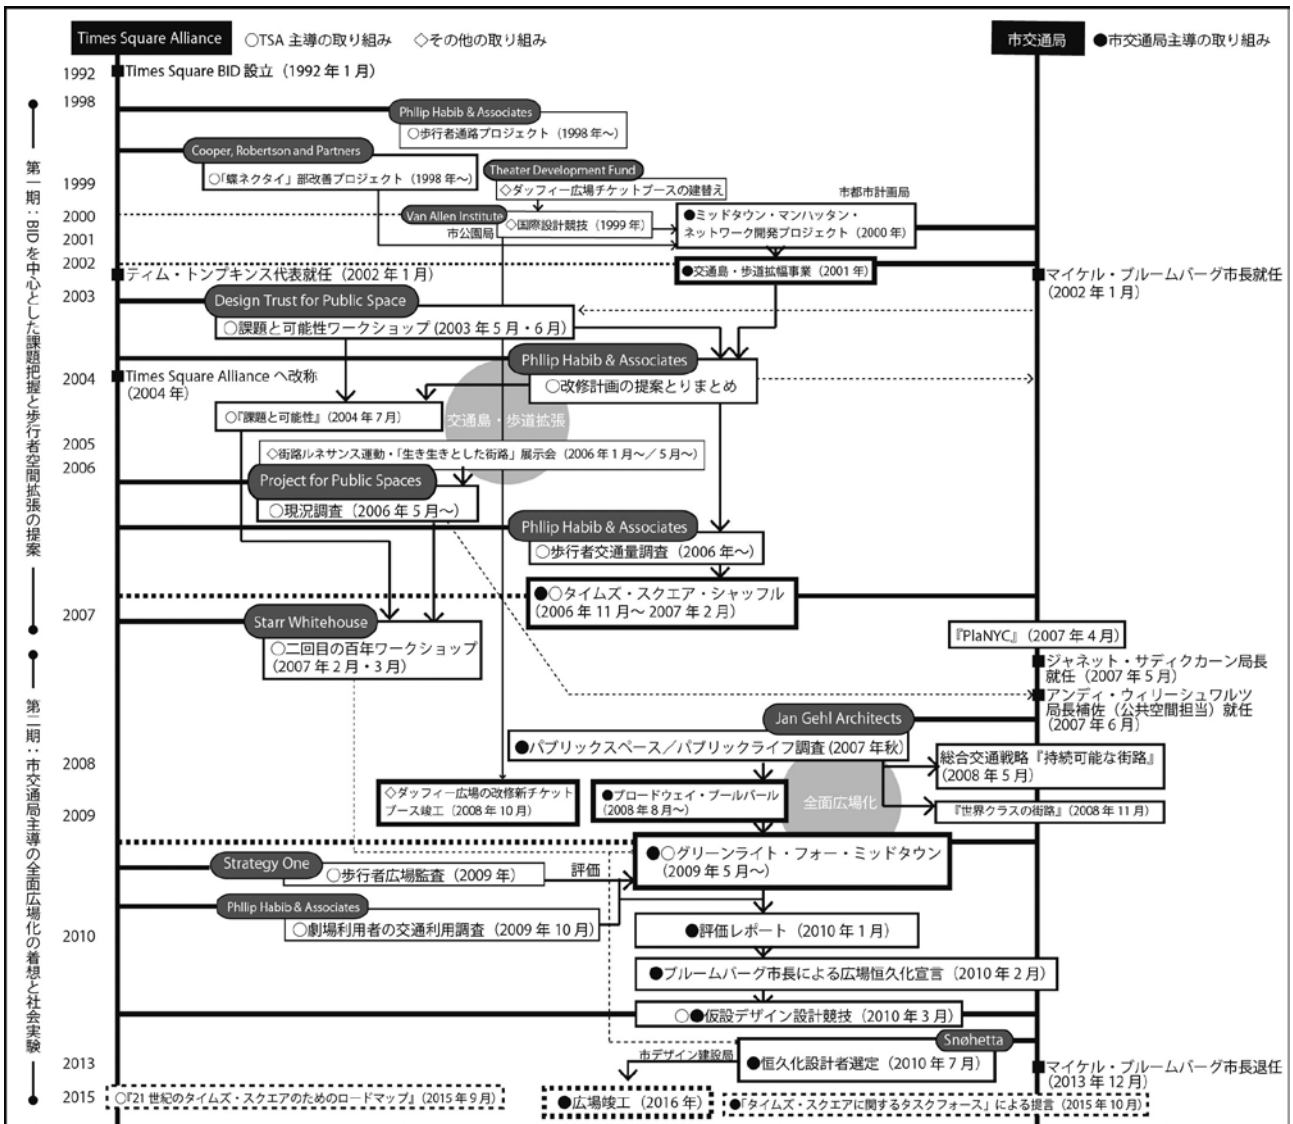 Times Square Alliance ○TSA 主導の取り組み ◇その他の取り組み
市交通局 ●市交通局主導の取り組み
1992
Times Square BID 設立（1992 年 1 月）
1998
Phllip Habib & Associates
○歩行者通路プロジェクト（1998 年～）
Cooper, Robertson and Partners
○「蝶ネクタイ」部改善プロジェクト（1998 年～）
1999
Theater Development Fund
◇ダッフィー広場チケットブースの建替え
市都市計画局
2000
Van Allen Institute
市公園局
◇国際設計競技（1999 年）
●ミッドタウン・マンハッタン・
ネットワーク開発プロジェクト（2000 年）
2001
2002
●交通島・歩道拡幅事業（2001 年）
ティム・トンプキンス代表就任（2002 年 1 月）
マイケル・ブルームバーグ市長就任
（2002 年 1 月）
2003
Design Trust for Public Space
○課題と可能性ワークショップ（2003 年 5 月・6 月）
Phllip Habib & Associates
○改修計画の提案とりまとめ
2004
Times Square Alliance へ改称
（2004 年）
○『課題と可能性』（2004 年 7 月）
交通島・歩道拡張
2005
◇街路ルネサンス運動・「生き生きとした街路」展示会（2006 年 1 月～／ 5 月～）
2006
Project for Public Spaces
○現況調査（2006 年 5 月～）
Phllip Habib & Associates
○歩行者交通量調査（2006 年～）
●○タイムズ・スクエア・シャッフル
（2006 年 11 月～ 2007 年 2 月）
第一期：BID を中心とした課題把握と歩行者空間拡張の提案
2007
Starr Whitehouse
○二回目の百年ワークショップ
（2007 年 2 月・3 月）
『PlaNYC』（2007 年 4 月）
ジャネット・サディクカーン局長
就任（2007 年 5 月）
アンディ・ウィリーシュワルツ
局長補佐（公共空間担当）就任
（2007 年 6 月）
Jan Gehl Architects
●パブリックスペース／パブリックライフ調査（2007 年秋）
2008
総合交通戦略『持続可能な街路』
（2008 年 5 月）
◇ダッフィー広場の改修新チケット
ブース竣工（2008 年 10 月）
●ブロードウェイ・ブールバール
（2008 年 8 月～）
全面広場化
『世界クラスの街路』（2008 年 11 月）
2009
●○グリーンライト・フォー・ミッドタウン
（2009 年 5 月～）
Strategy One
○歩行者広場監査（2009 年）
評価
Phllip Habib & Associates
○劇場利用者の交通利用調査（2009 年 10 月）
2010
●評価レポート（2010 年 1 月）
●ブルームバーグ市長による広場恒久化宣言（2010 年 2 月）
○●仮設デザイン設計競技（2010 年 3 月）
Snøhetta
市デザイン建設局
●恒久化設計者選定（2010 年 7 月）
2013
マイケル・ブルームバーグ市長退任
（2013 年 12 月）
第二期：市交通局主導の全面広場化の着想と社会実験
2015
○『21 世紀のタイムズ・スクエアのためのロードマップ』（2015 年 9 月）
●広場竣工（2016 年）
●「タイムズ・スクエアに関するタスクフォース」による提言（2015 年 10 月）